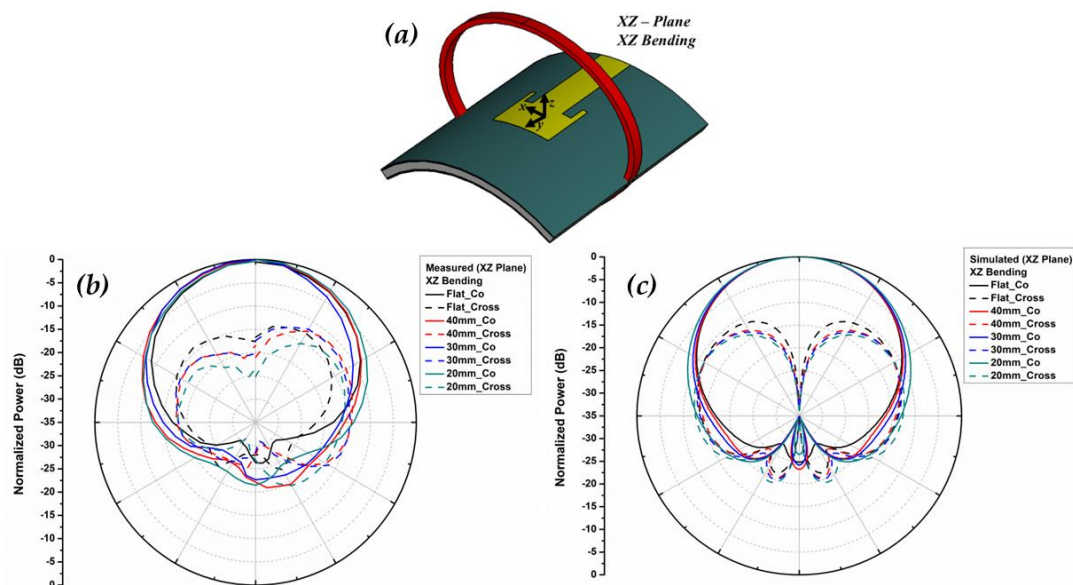 (a)
XZ – Plane
XZ Bending
x
z
y
(b)
Normalized Power (dB)
0
-5
-10
-15
-20
-25
-30
-35
-30
-25
-20
-15
-10
-5
0
Measured (XZ Plane)
XZ Bending
Flat_Co
Flat_Cross
40mm_Co
40mm_Cross
30mm_Co
30mm_Cross
20mm_Co
20mm_Cross
(c)
Normalized Power (dB)
0
-5
-10
-15
-20
-25
-30
-35
-30
-25
-20
-15
-10
-5
0
Simulated (XZ Plane)
XZ Bending
Flat_Co
Flat_Cross
40mm_Co
40mm_Cross
30mm_Co
30mm_Cross
20mm_Co
20mm_Cross